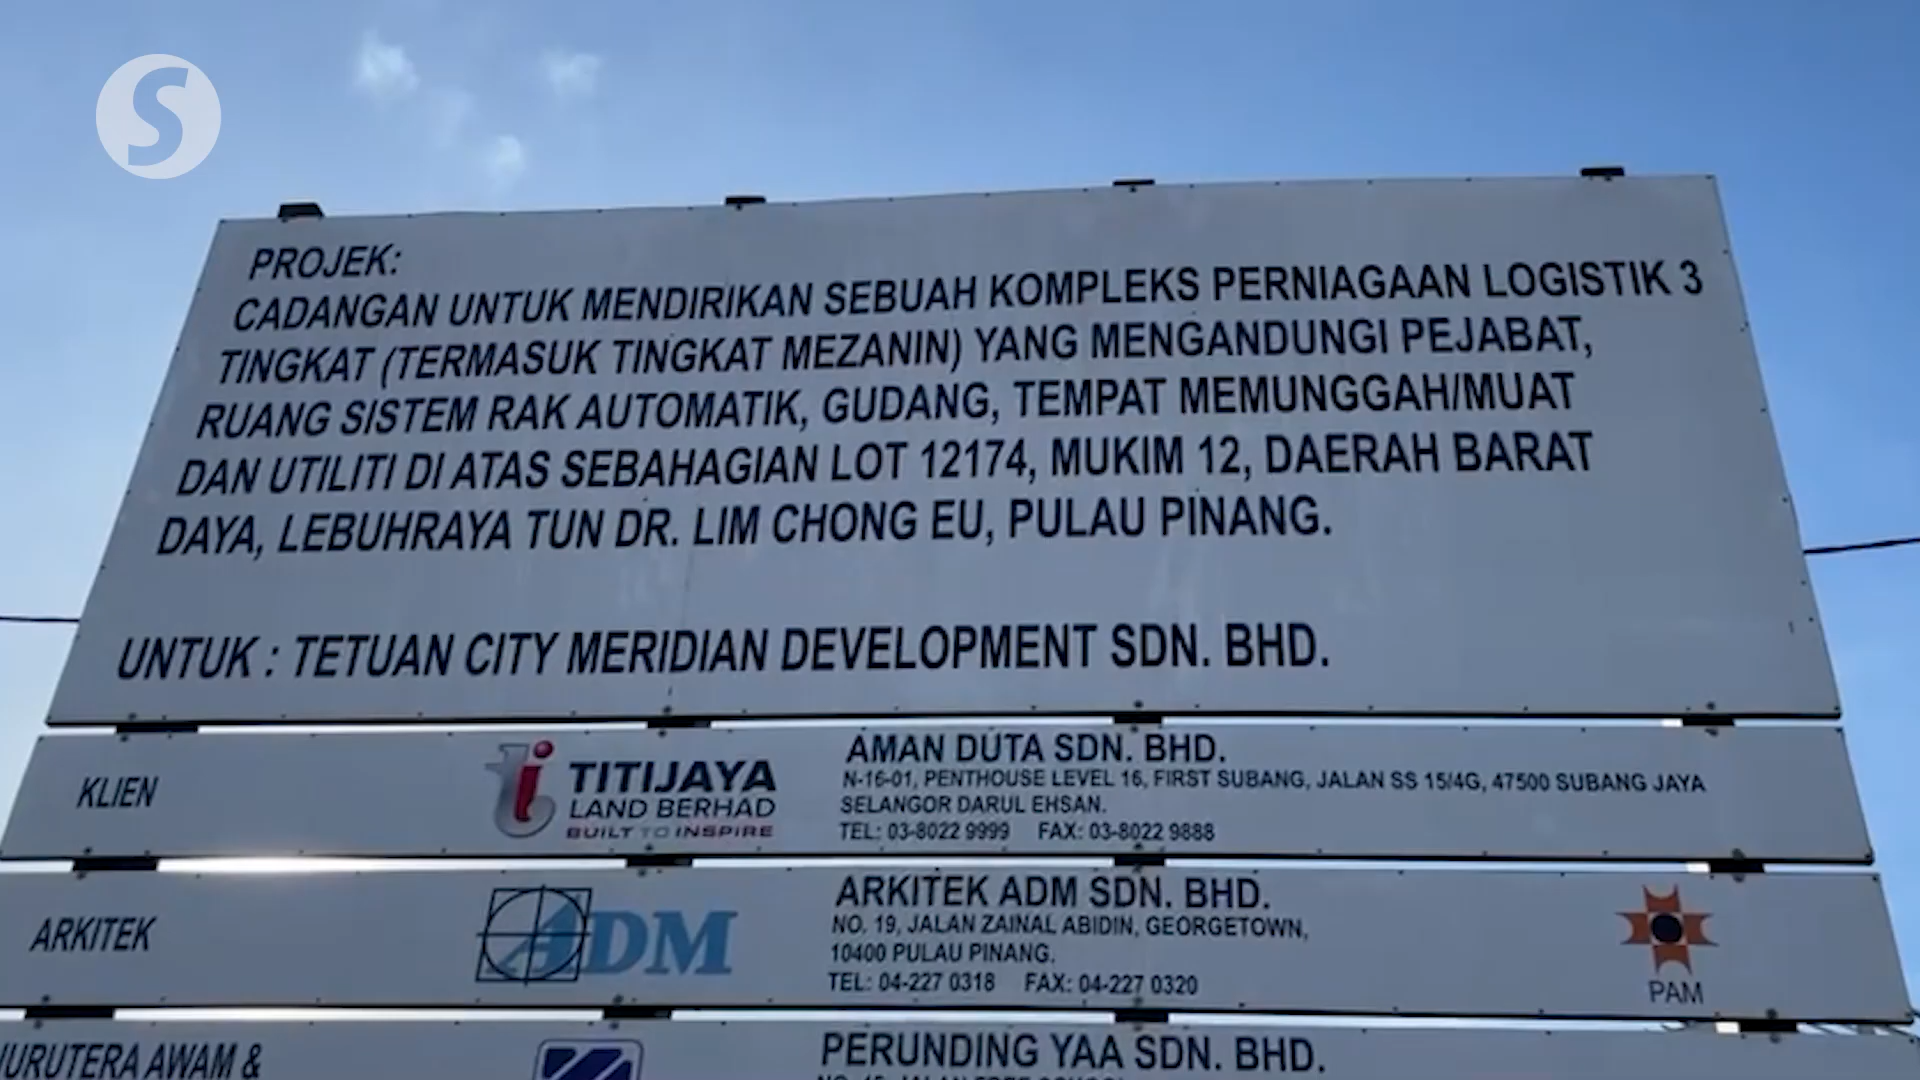 S
PROJEK:
CADANGAN UNTUK MENDIRIKAN SEBUAH KOMPLEKS PERNIAGAAN LOGISTIK 3
TINGKAT (TERMASUK TINGKAT MEZANIN) YANG MENGANDUNGI PEJABAT,
RUANG SISTEM RAK AUTOMATIK, GUDANG, TEMPAT MEMUNGGAH/MUAT
DAN UTILITI DI ATAS SEBAHAGIAN LOT 12174, MUKIM 12, DAERAH BARAT
DAYA, LEBUHRAYA TUN DR. LIM CHONG EU, PULAU PINANG.
UNTUK : TETUAN CITY MERIDIAN DEVELOPMENT SDN. BHD.
KLIEN
TITIJAYA
LAND BERHAD
BUILT TO INSPIRE
AMAN DUTA SDN. BHD.
N-16-01, PENTHOUSE LEVEL 16, FIRST SUBANG, JALAN SS 15/4G, 47500 SUBANG JAYA
SELANGOR DARUL EHSAN.
TEL: 03-8022 9999 FAX: 03-8022 9888
ARKITEK
ADM
ARKITEK ADM SDN. BHD.
NO. 19, JALAN ZAINAL ABIDIN, GEORGETOWN,
10400 PULAU PINANG.
TEL: 04-227 0318 FAX: 04-227 0320
PAM
JURUTERA AWAM &
PERUNDING YAA SDN. BHD.